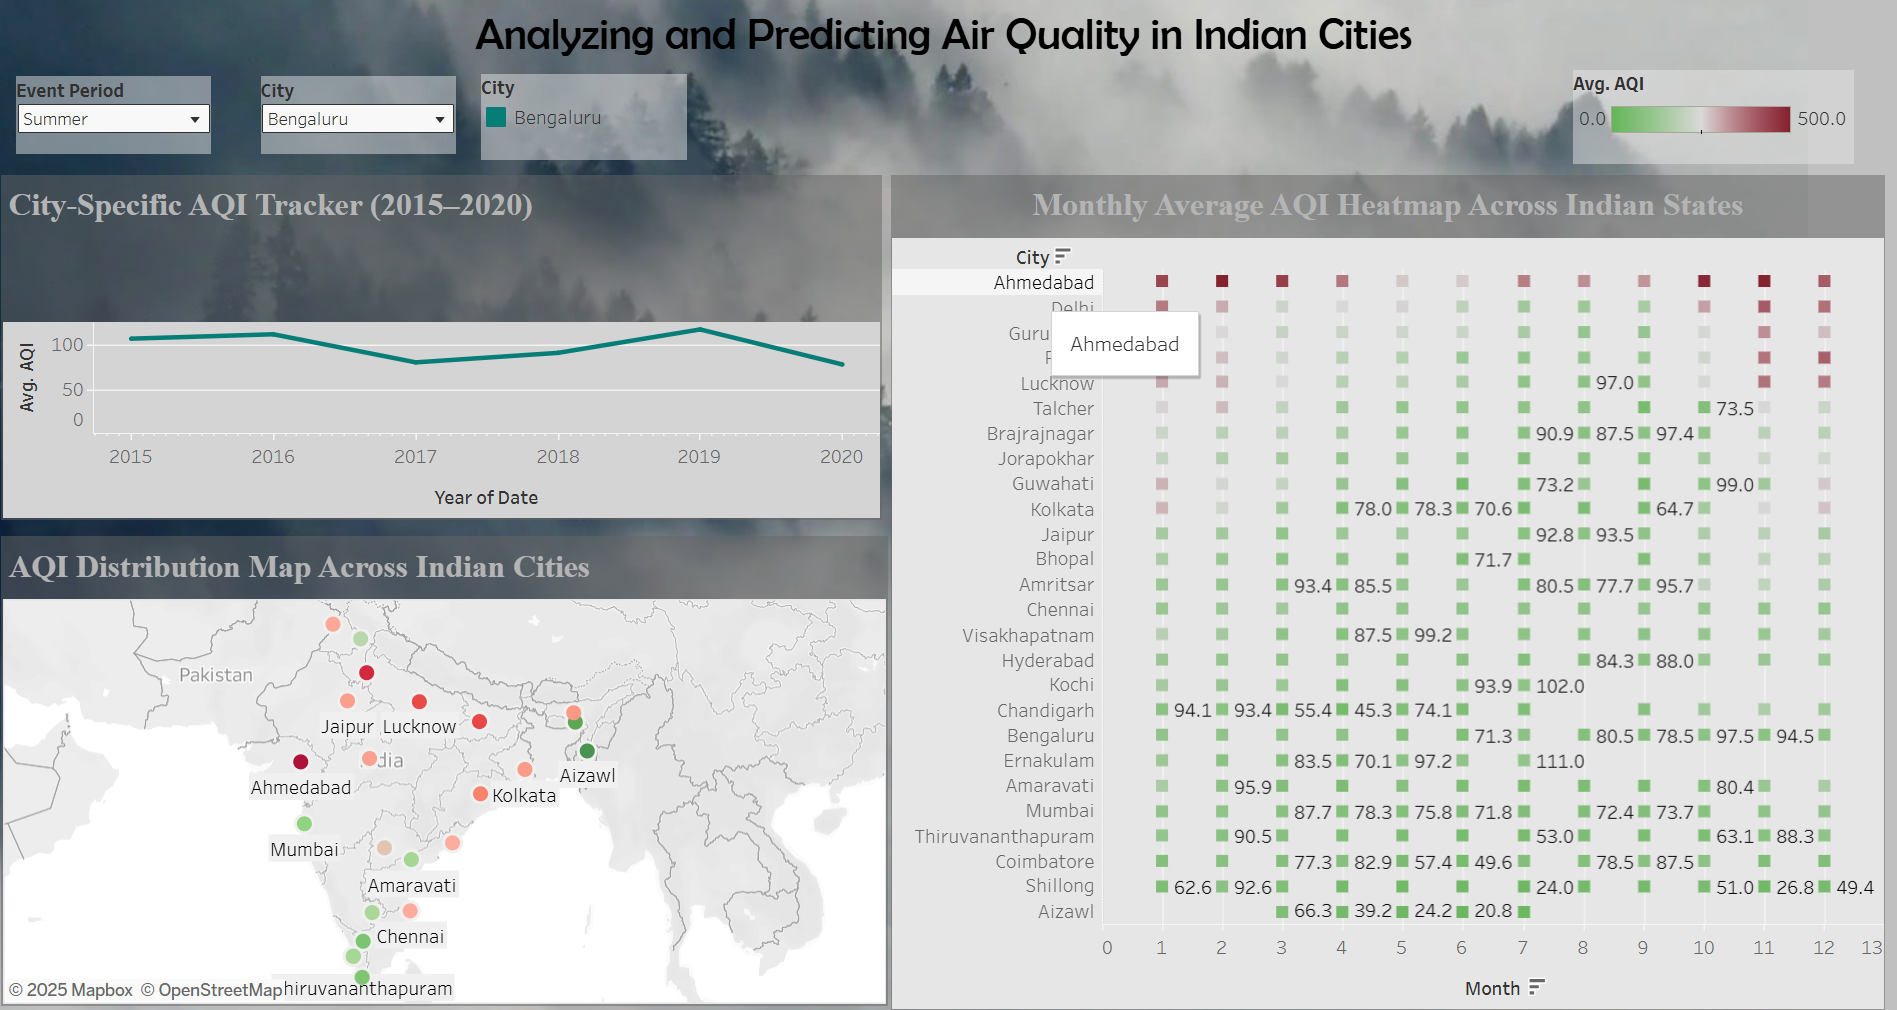 Analyzing and Predicting Air Quality in Indian Cities
Event Period
Summer
City
Bengaluru
City
Bengaluru
Avg. AQI
0.0 500.0
City-Specific AQI Tracker (2015–2020)
Avg. AQI
100
50
0
2015 2016 2017 2018 2019 2020
Year of Date
AQI Distribution Map Across Indian Cities
Pakistan
Jaipur Lucknow
dia
Ahmedabad
Aizawl
Kolkata
Mumbai
Amaravati
Chennai
hiruvananthapuram
© 2025 Mapbox © OpenStreetMap
Monthly Average AQI Heatmap Across Indian States
City
Ahmedabad
Delhi
Guru
Ahmedabad
Lucknow 97.0
Talcher 73.5
Brajrajnagar 90.9 87.5 97.4
Jorapokhar
Guwahati 73.2 99.0
Kolkata 78.0 78.3 70.6 64.7
Jaipur 92.8 93.5
Bhopal 71.7
Amritsar 93.4 85.5 80.5 77.7 95.7
Chennai
Visakhapatnam 87.5 99.2
Hyderabad 84.3 88.0
Kochi 93.9 102.0
Chandigarh 94.1 93.4 55.4 45.3 74.1
Bengaluru 71.3 80.5 78.5 97.5 94.5
Ernakulam 83.5 70.1 97.2 111.0
Amaravati 95.9 80.4
Mumbai 87.7 78.3 75.8 71.8 72.4 73.7
Thiruvananthapuram 90.5 53.0 63.1 88.3
Coimbatore 77.3 82.9 57.4 49.6 78.5 87.5
Shillong 62.6 92.6 24.0 51.0 26.8 49.4
Aizawl 66.3 39.2 24.2 20.8
0 1 2 3 4 5 6 7 8 9 10 11 12 13
Month